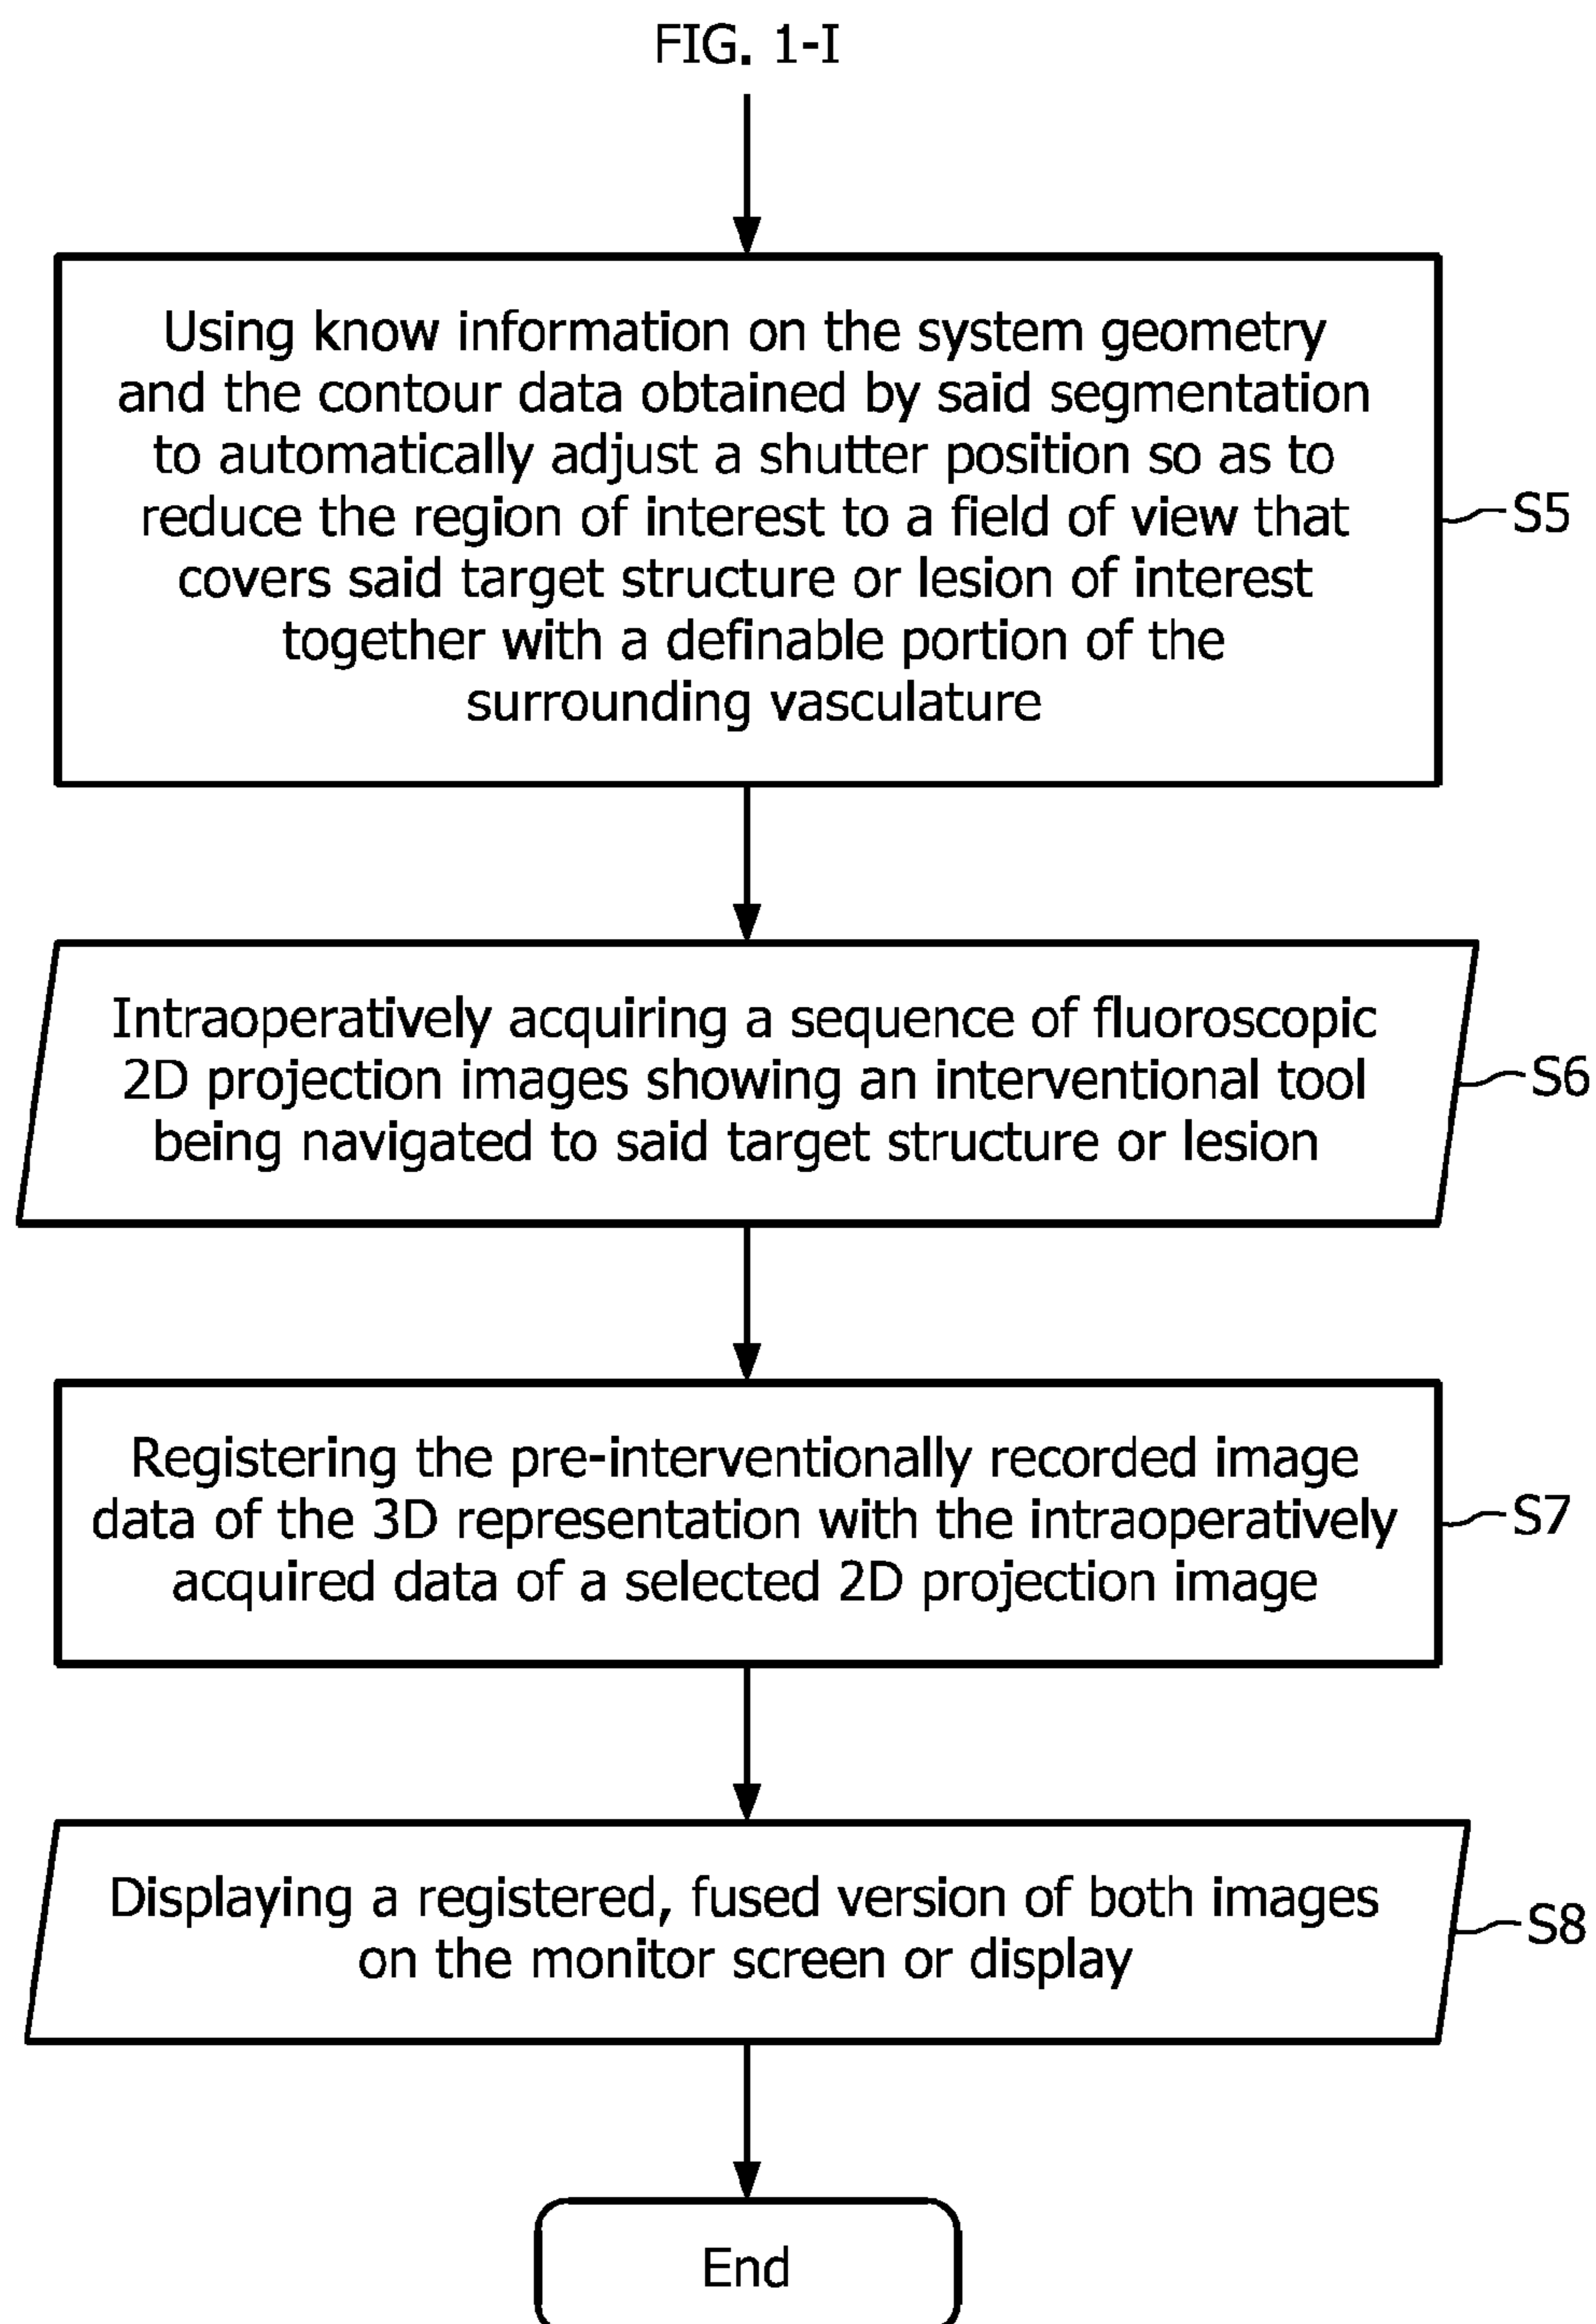 FIG. 1-I
Using know information on the system geometry
and the contour data obtained by said segmentation
to automatically adjust a shutter position so as to
reduce the region of interest to a field of view that
covers said target structure or lesion of interest
together with a definable portion of the
surrounding vasculature
S5
Intraoperatively acquiring a sequence of fluoroscopic
2D projection images showing an interventional tool
being navigated to said target structure or lesion
S6
Registering the pre-interventionally recorded image
data of the 3D representation with the intraoperatively
acquired data of a selected 2D projection image
S7
Displaying a registered, fused version of both images
on the monitor screen or display
S8
End